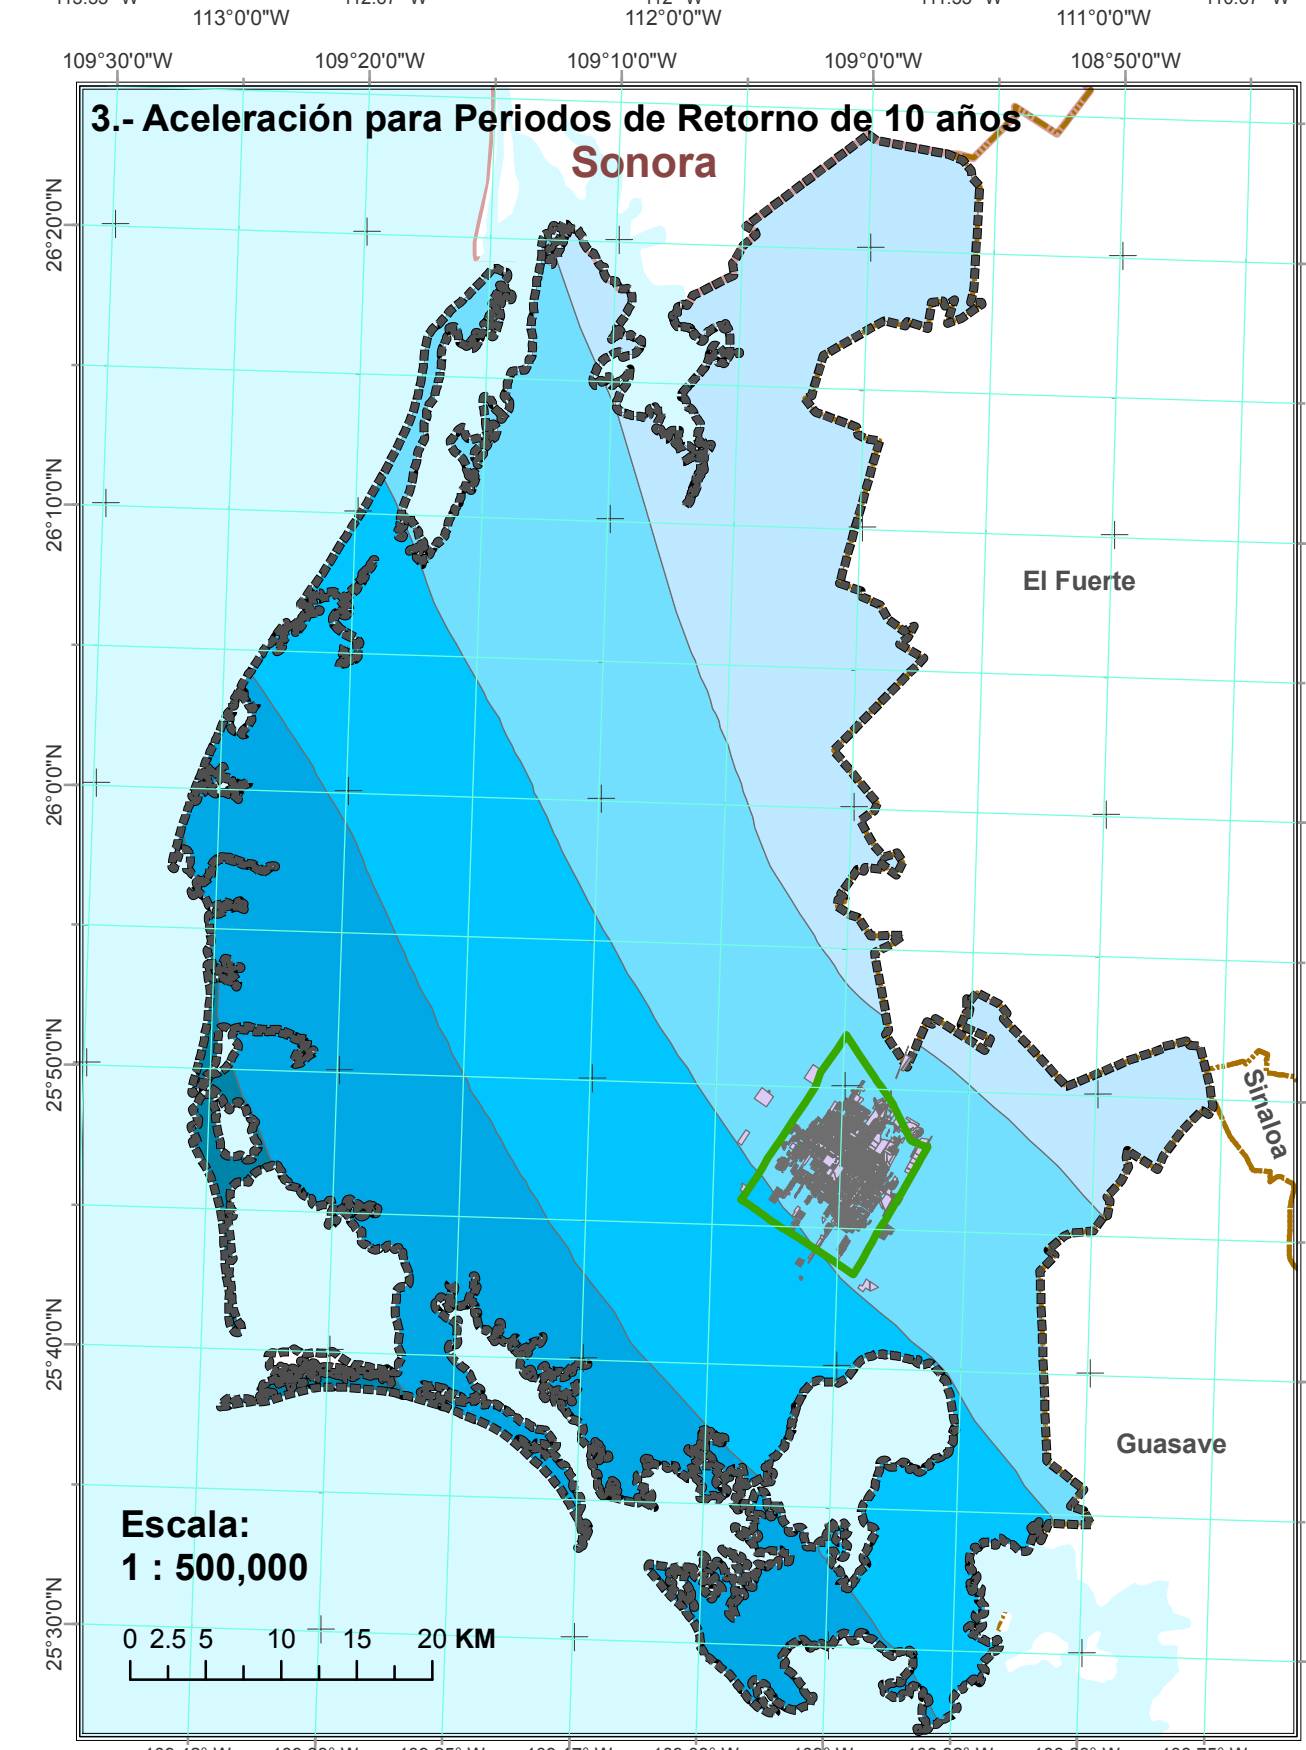 113°0'0"W 112°0'0"W 111°0'0"W
109°30'0"W 109°20'0"W 109°10'0"W 109°0'0"W 108°50'0"W
3.- Aceleración para Periodos de Retorno de 10 años
Sonora
26°20'0"N
26°10'0"N
El Fuerte
26°0'0"N
25°50'0"N
Sinaloa
25°40'0"N
Guasave
Escala:
1 : 500,000
25°30'0"N
0 2.5 5 10 15 20 KM